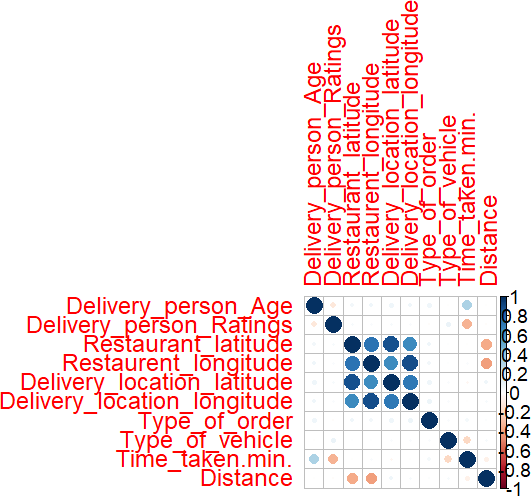 Delivery_person_Age
Delivery_person_Ratings
Restaurant_latitude
Restaurent_longitude
Delivery_location_latitude
Delivery_location_longitude
Type_of_order
Type_of_vehicle
Time_taken.min.
Distance
Delivery_person_Age
Delivery_person_Ratings
Restaurant_latitude
Restaurent_longitude
Delivery_location_latitude
Delivery_location_longitude
Type_of_order
Type_of_vehicle
Time_taken.min.
Distance
1
0.8
0.6
0.4
0.2
0
-0.2
-0.4
-0.6
-0.8
-1